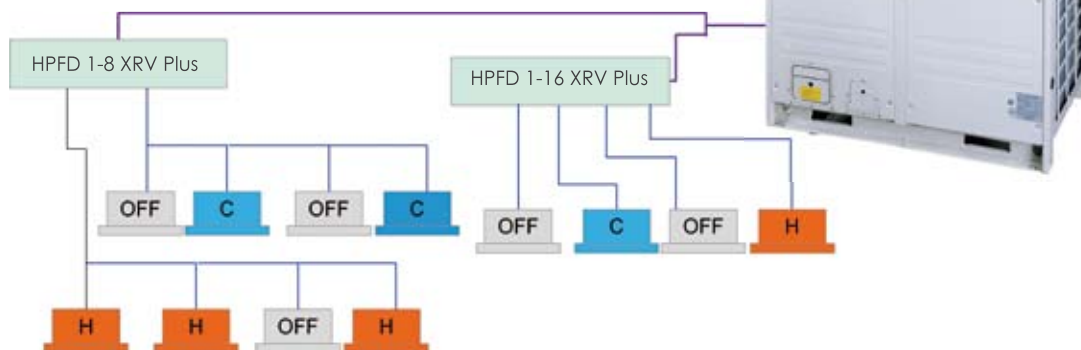 HPFD 1-8 XRV Plus
HPFD 1-16 XRV Plus
OFF C OFF C
OFF C OFF H
H H OFF H